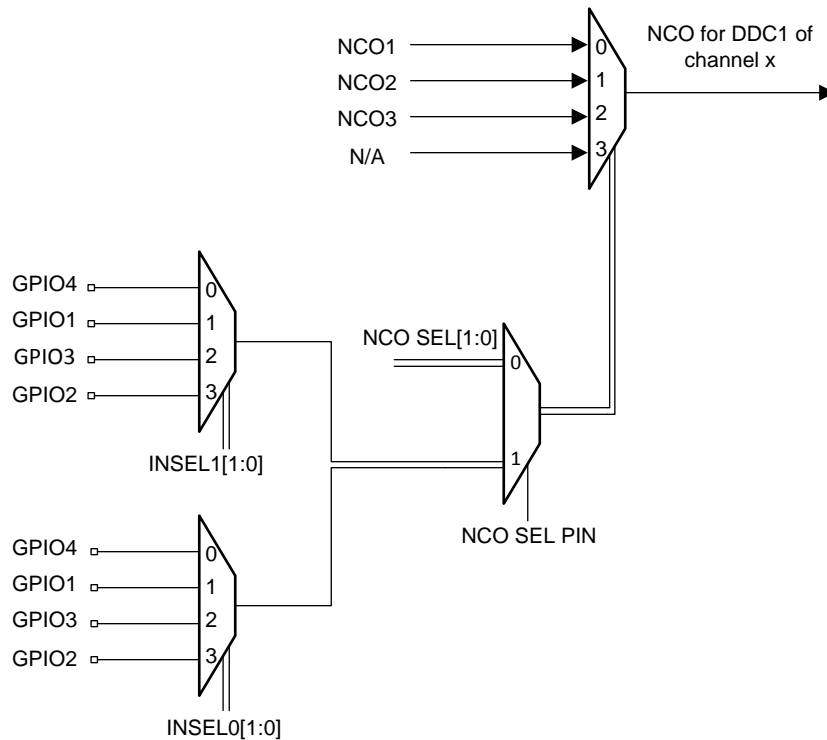 NCO1
NCO2
NCO3
N/A
0
1
2
3
NCO for DDC1 of
channel x
GPIO4
GPIO1
GPIO3
GPIO2
0
1
2
3
INSEL1[1:0]
NCO SEL[1:0]
0
1
NCO SEL PIN
GPIO4
GPIO1
GPIO3
GPIO2
0
1
2
3
INSEL0[1:0]